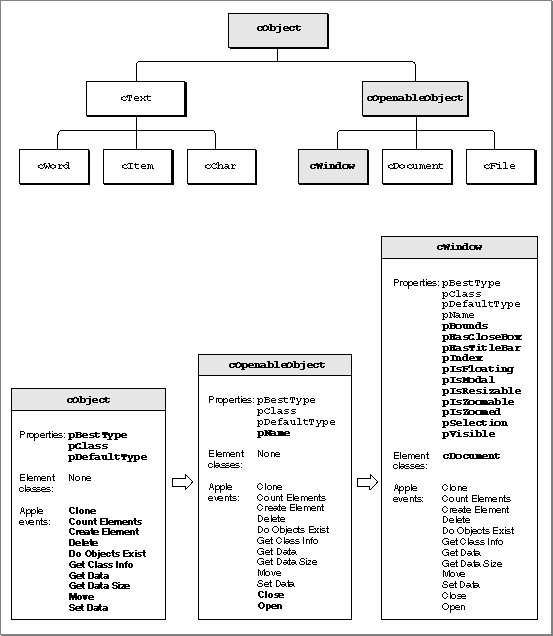 cObject
cText
cOpenableObject
cWord
cItem
cChar
cWindow
cDocument
cFile
cObject
Properties: pBestType
pClass
pDefaultType
Element classes: None
Apple events: Clone
Count Elements
Create Element
Delete
Do Objects Exist
Get Class Info
Get Data
Get Data Size
Move
Set Data
cOpenableObject
Properties: pBestType
pClass
pDefaultType
pName
Element classes: None
Apple events: Clone
Count Elements
Create Element
Delete
Do Objects Exist
Get Class Info
Get Data
Get Data Size
Move
Set Data
Close
Open
cWindow
Properties: pBestType
pClass
pDefaultType
pName
pBounds
pHasCloseBox
pHasTitleBar
pIndex
pIsFloating
pIsModal
pIsResizable
pIsZoomable
pIsZoomed
pSelection
pVisible
Element classes: cDocument
Apple events: Clone
Count Elements
Create Element
Delete
Do Objects Exist
Get Class Info
Get Data
Get Data Size
Move
Set Data
Close
Open